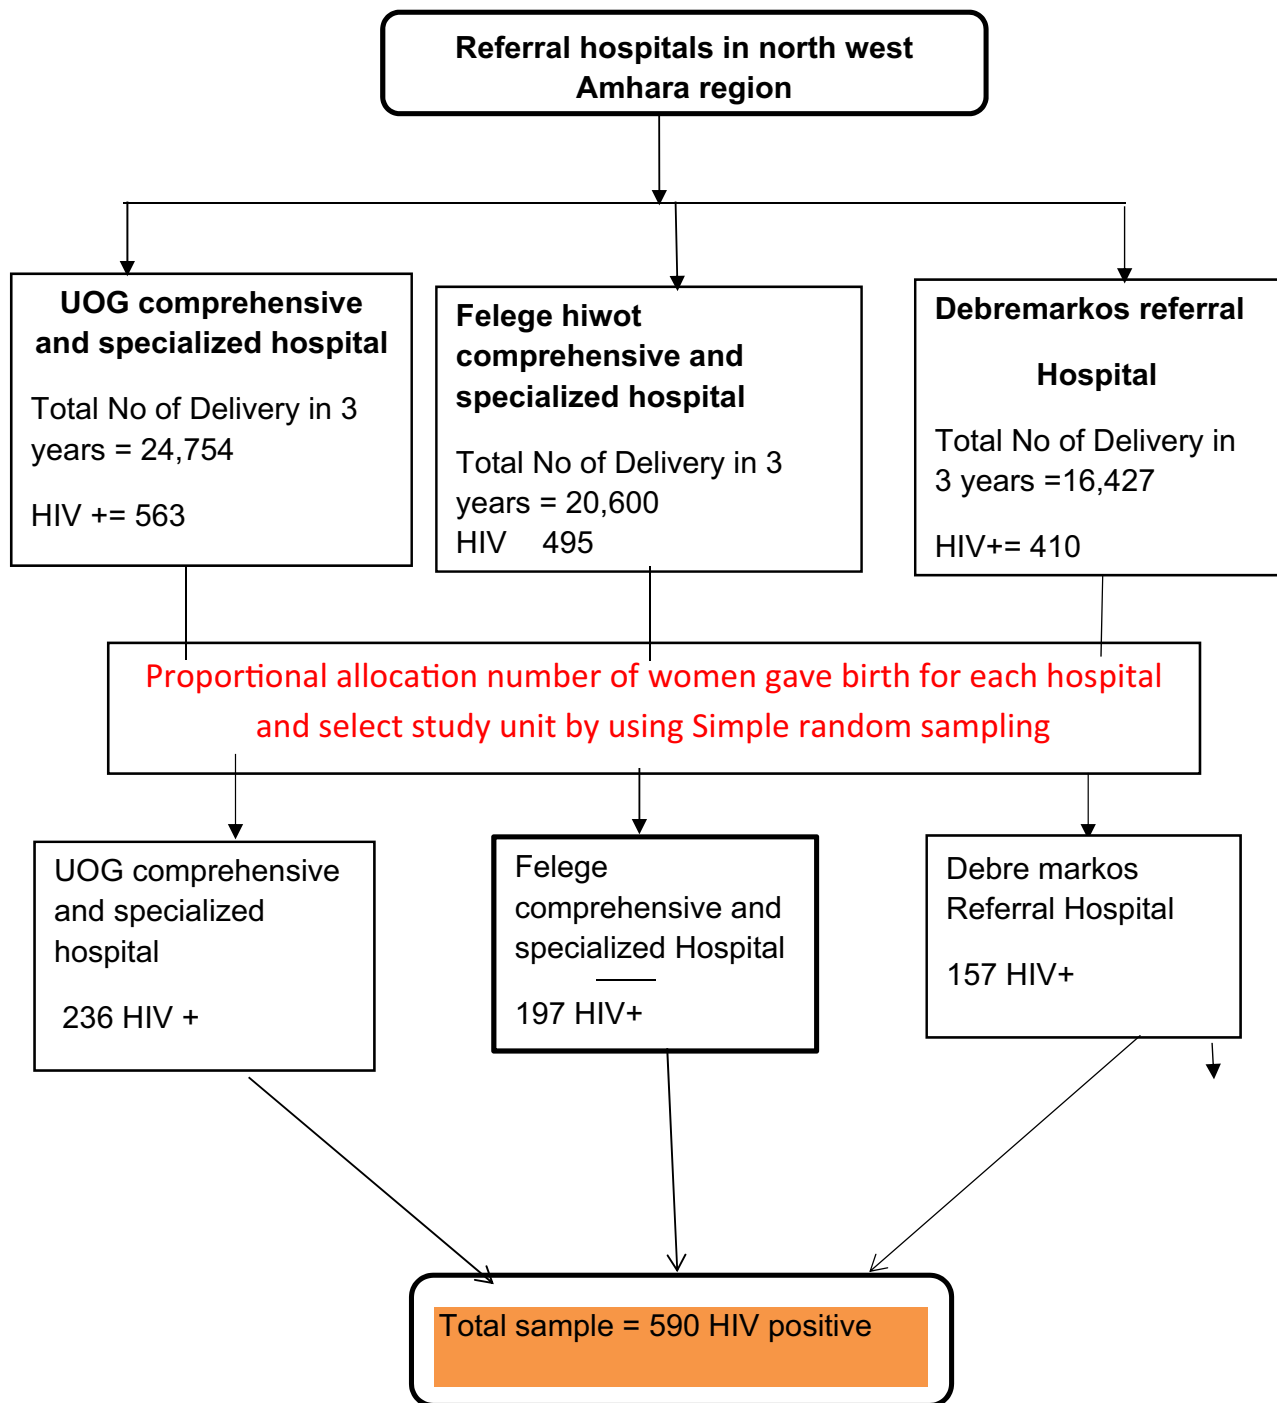 Referral hospitals in north west
Amhara region
UOG comprehensive
and specialized hospital
Total No of Delivery in 3
years = 24,754
HIV += 563
Felege hiwot
comprehensive and
specialized hospital
Total No of Delivery in 3
years = 20,600
HIV 495
Debremarkos referral
Hospital
Total No of Delivery in
3 years =16,427
HIV+= 410
Proportional allocation number of women gave birth for each hospital
and select study unit by using Simple random sampling
UOG comprehensive
and specialized
hospital
236 HIV +
Felege
comprehensive and
specialized Hospital
197 HIV+
Debre markos
Referral Hospital
157 HIV+
Total sample = 590 HIV positive